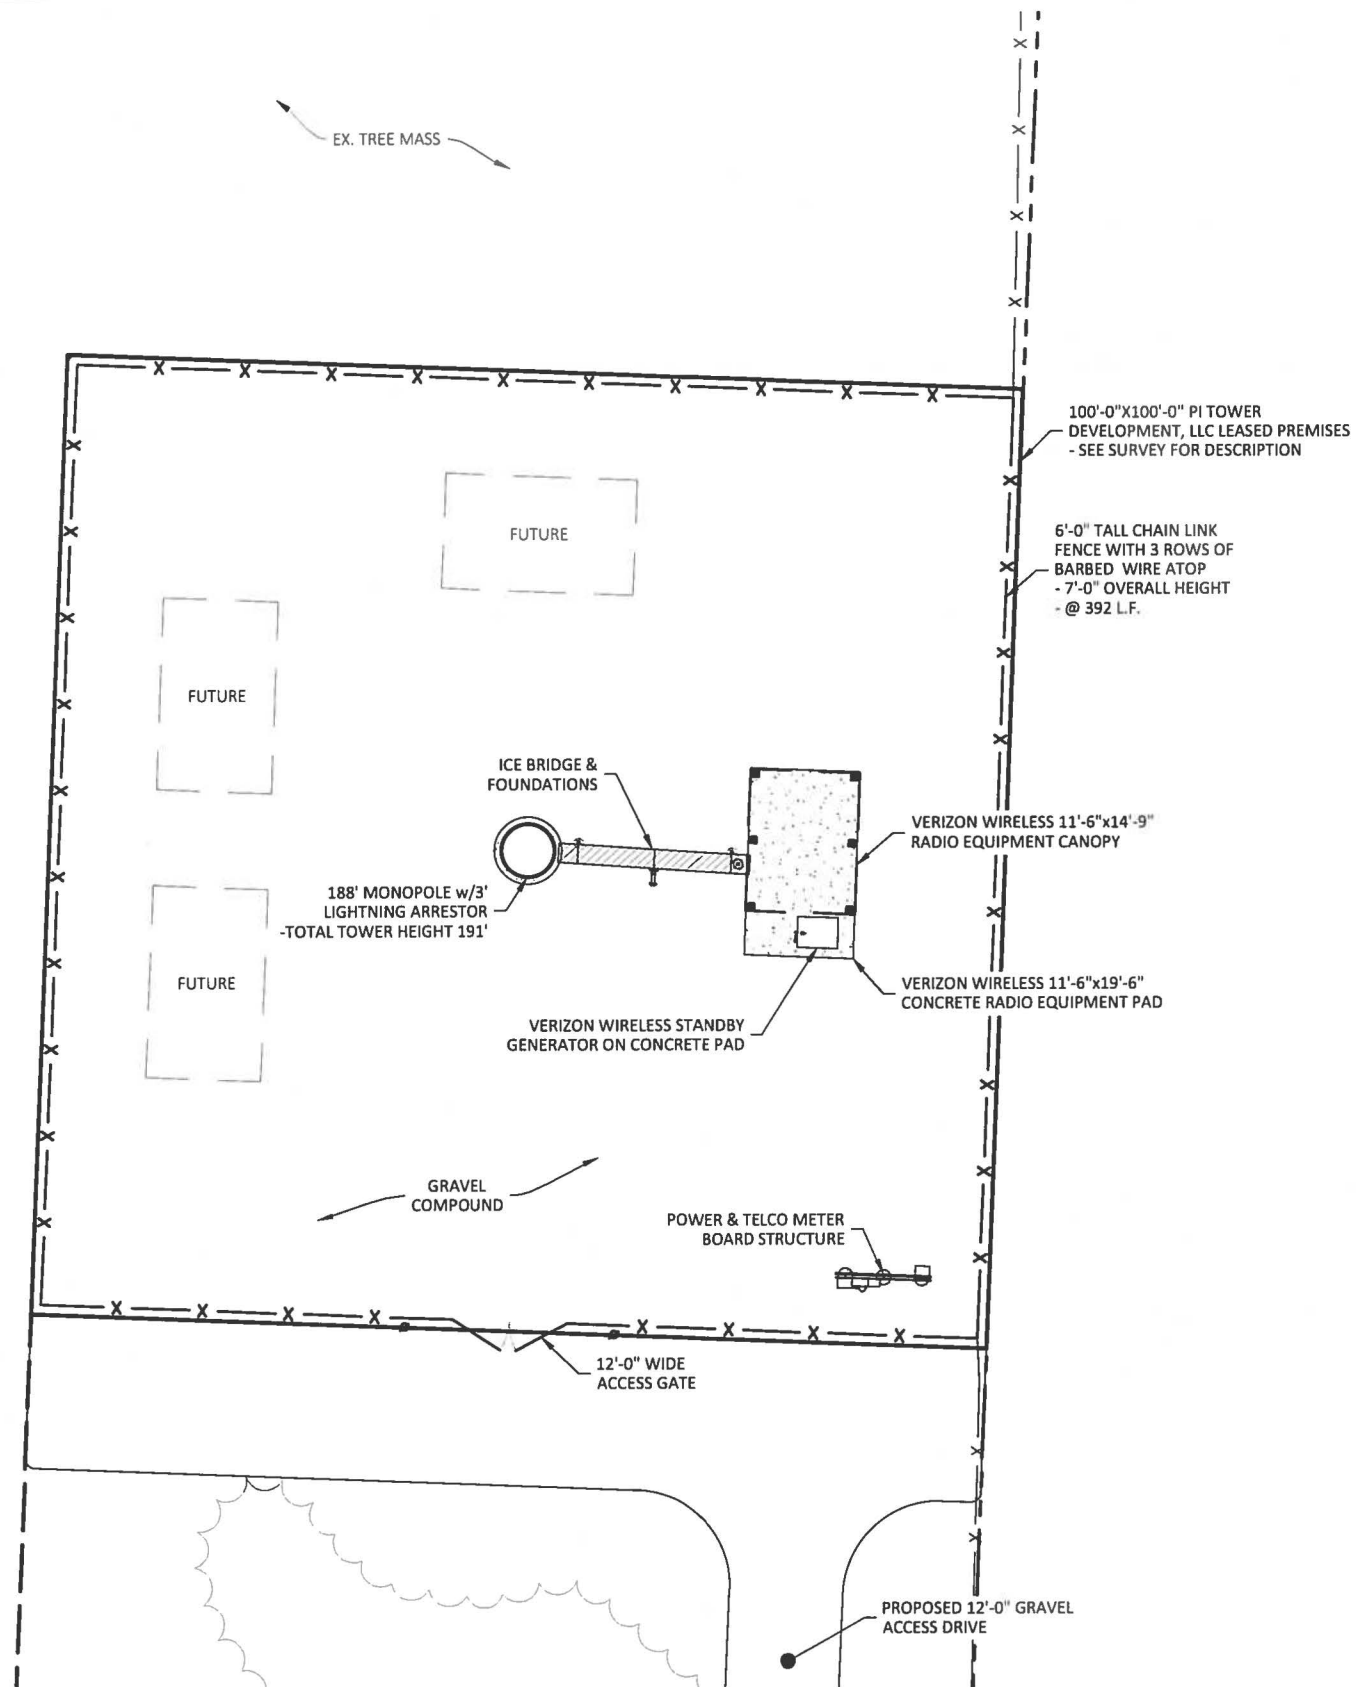 EX. TREE MASS
100'-0"X100'-0" PI TOWER
DEVELOPMENT, LLC LEASED PREMISES
- SEE SURVEY FOR DESCRIPTION
FUTURE
6'-0" TALL CHAIN LINK
FENCE WITH 3 ROWS OF
BARBED WIRE ATOP
- 7'-0" OVERALL HEIGHT
- @ 392 L.F.
FUTURE
ICE BRIDGE &
FOUNDATIONS
VERIZON WIRELESS 11'-6"x14'-9"
RADIO EQUIPMENT CANOPY
188' MONOPOLE w/3'
LIGHTNING ARRESTOR
-TOTAL TOWER HEIGHT 191'
FUTURE
VERIZON WIRELESS 11'-6"x19'-6"
CONCRETE RADIO EQUIPMENT PAD
VERIZON WIRELESS STANDBY
GENERATOR ON CONCRETE PAD
GRAVEL
COMPOUND
POWER & TELCO METER
BOARD STRUCTURE
12'-0" WIDE
ACCESS GATE
PROPOSED 12'-0" GRAVEL
ACCESS DRIVE